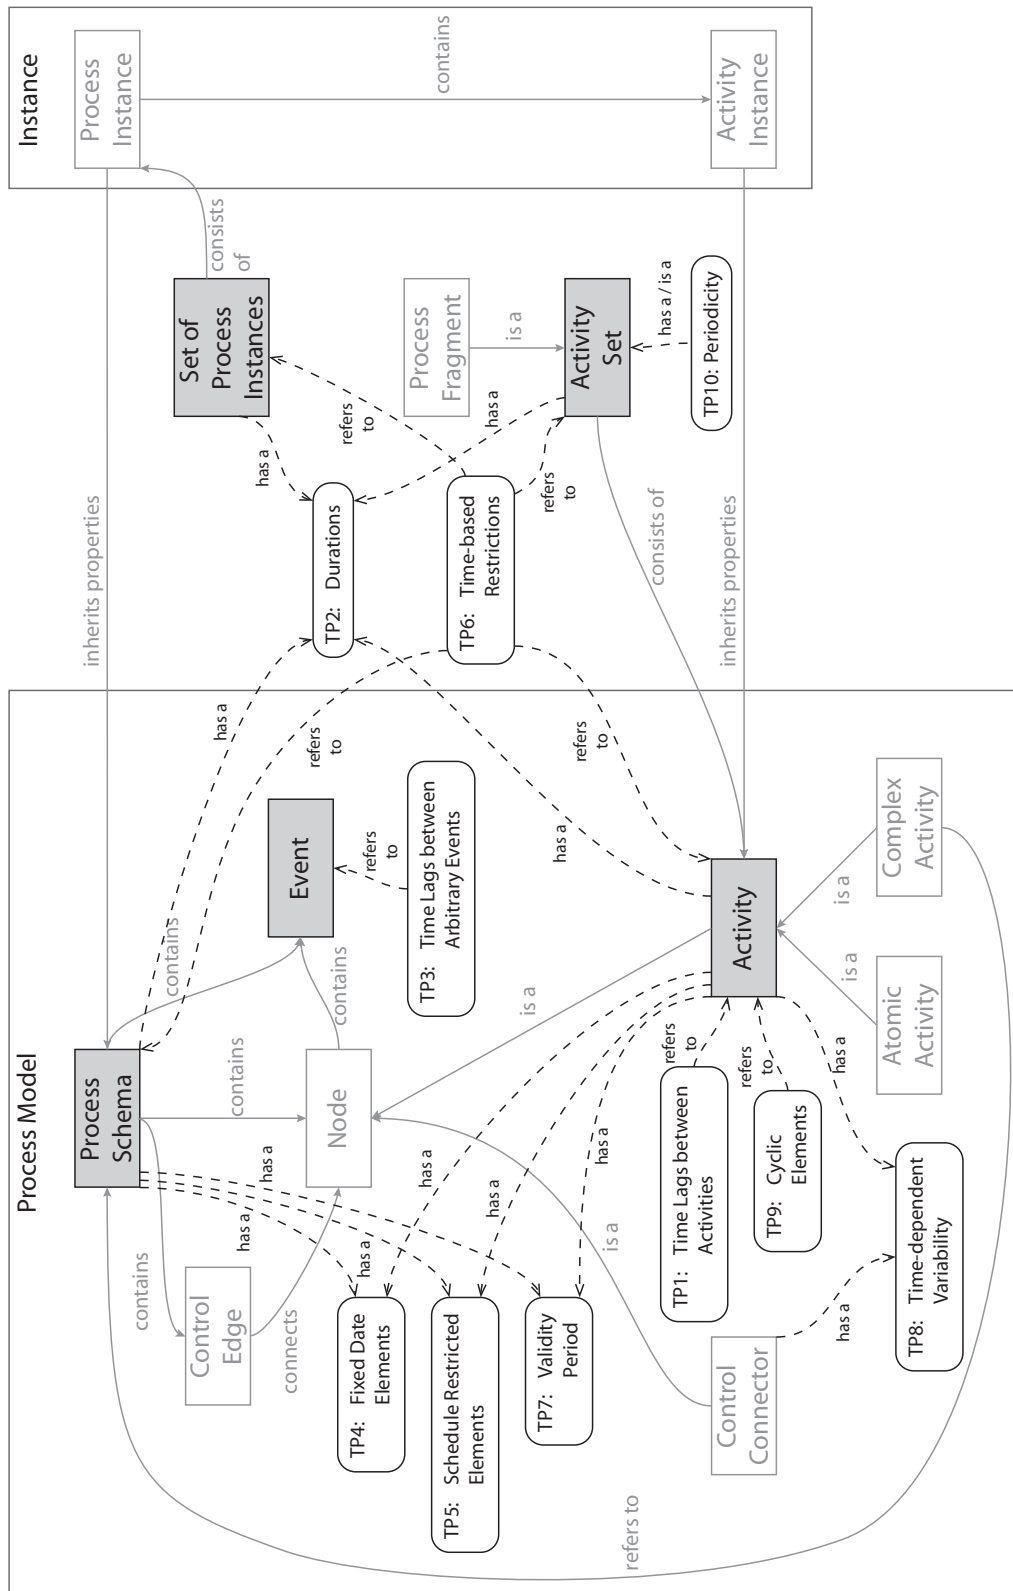 Process Model
Instance
Process
Schema
inherits properties
Process
Instance
contains
Control
Edge
contains
connects
contains
contains
Event
contains
Node
has a
Set of
Process
Instances
consists
of
has a
has a
has a
has a
TP2: Durations
has a
refers
to
refers
to
TP4: Fixed Date
Elements
has a
TP3: Time Lags between
Arbitrary Events
refers
to
TP6: Time-based
Restrictions
Process
Fragment
is a
has a
TP5: Schedule Restricted
Elements
has a
is a
has a
refers
to
refers
to
Activity
Set
TP7: Validity
Period
has a
is a
consists of
TP10: Periodicity
has a / is a
TP1: Time Lags between
Activities
refers
to
Activity
inherits properties
Activity
Instance
contains
Control
Connector
TP9: Cyclic
Elements
refers
to
has a
has a
TP8: Time-dependent
Variability
is a
is a
Atomic
Activity
Complex
Activity
refers to